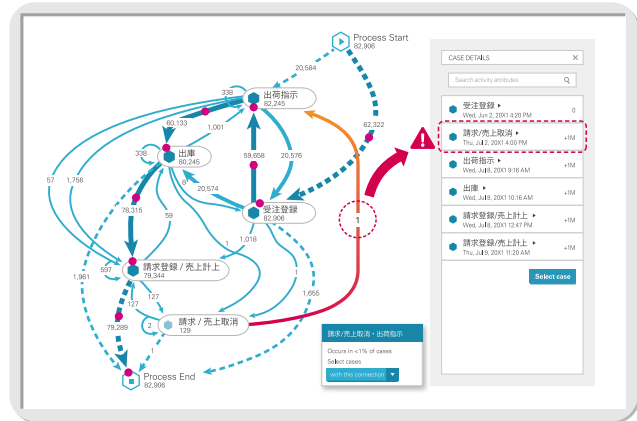 Process Start
82,906
20,584
338
出荷指示
82,245
80,133
1,001
62,322
338
出庫
80,245
59,658
20,576
57
1,758
8
20,574
受注登録
82,906
1
78,315
59
1,018
1
1
請求登録 / 売上計上
79,344
597
1,961
127
127
1,655
79,289
2
請求 / 売上取消
129
1
Process End
82,906
請求/売上取消・出荷指示
Occurs in <1% of cases
Select cases
with this connection
CASE DETAILS
Search activity attributes
受注登録
Wed, Jun 2, 20X1 4:20 PM
0
請求/売上取消
Thu, Jul 2, 20X1 4:00 PM
+1M
出荷指示
Wed, Jul 8, 20X1 9:16 AM
+1M
出庫
Wed, Jul 8, 20X1 10:16 AM
+1M
請求登録/売上計上
Wed, Jul 8, 20X1 12:47 PM
+1M
請求登録/売上計上
Thu, Jul 9, 20X1 11:20 AM
+1M
Select case